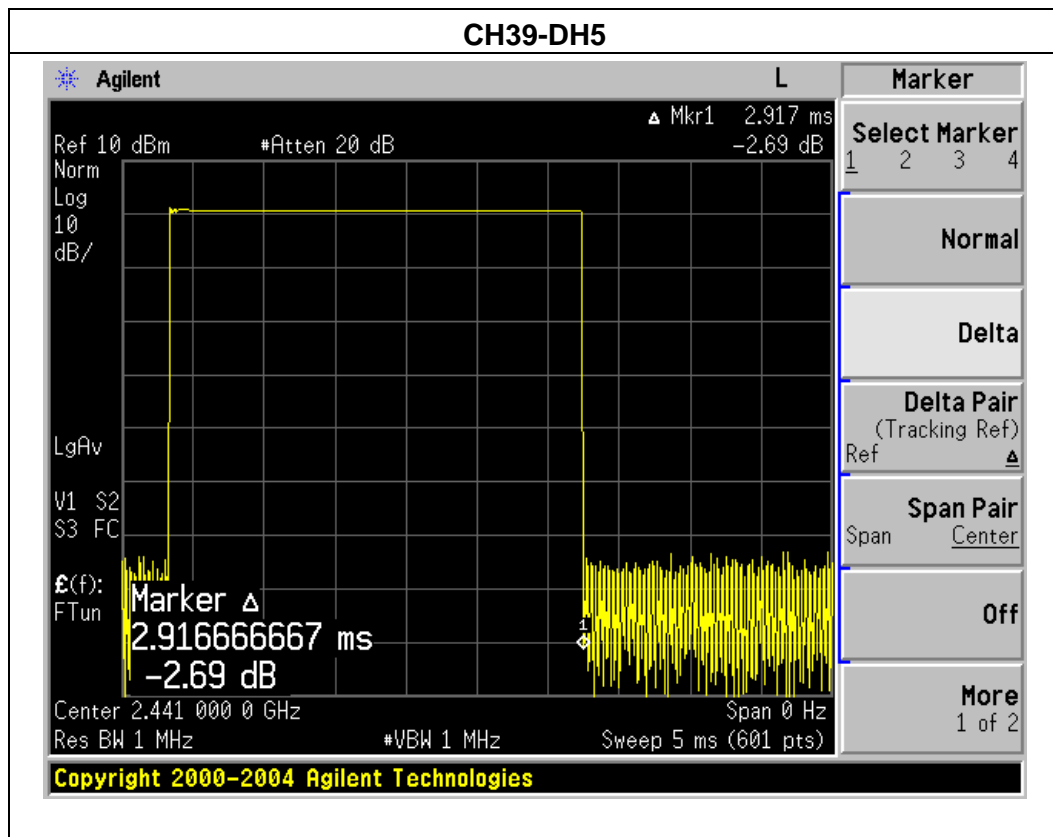 CH39-DH5
Agilent L Marker
Δ Mkr1 2.917 ms
Ref 10 dBm #Atten 20 dB -2.69 dB
Norm
Log
10
dB/
LgAv
V1 S2
S3 FC
£(f):
FTun
Marker Δ
2.916666667 ms
-2.69 dB
1
Center 2.441 000 0 GHz Span 0 Hz
Res BW 1 MHz #VBW 1 MHz Sweep 5 ms (601 pts)
Copyright 2000-2004 Agilent Technologies
Select Marker
1 2 3 4
Normal
Delta
Delta Pair
(Tracking Ref)
Ref Δ
Span Pair
Span Center
Off
More
1 of 2